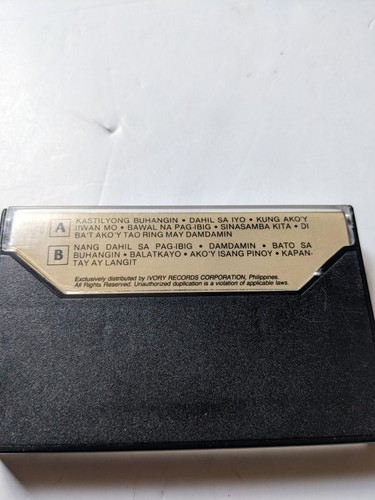 A KASTILYONG BUHANGIN • DAHIL SA IYO • KUNG AKO'Y
IIWAN MO • BAWAL NA PAG-IBIG • SINASAMBA KITA • DI
BA'T AKO'Y TAO RING MAY DAMDAMIN
B NANG DAHIL SA PAG-IBIG • DAMDAMIN • BATO SA
BUHANGIN • BALATKAYO • AKO'Y ISANG PINOY • KAPAN-
TAY AY LANGIT
Exclusively distributed by IVORY RECORDS CORPORATION, Philippines.
All Rights Reserved. Unauthorized duplication is a violation of applicable laws.